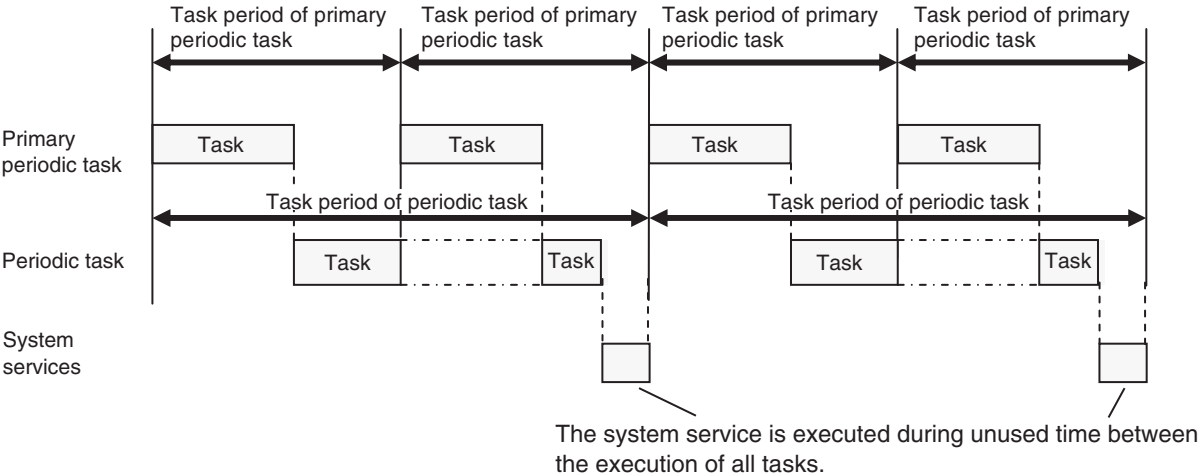 Task period of primary
periodic task
Task period of primary
periodic task
Task period of primary
periodic task
Task period of primary
periodic task
Primary
periodic task
Task
Task
Task
Task
Task period of periodic task
Task period of periodic task
Periodic task
Task
Task
Task
Task
System
services
The system service is executed during unused time between
the execution of all tasks.